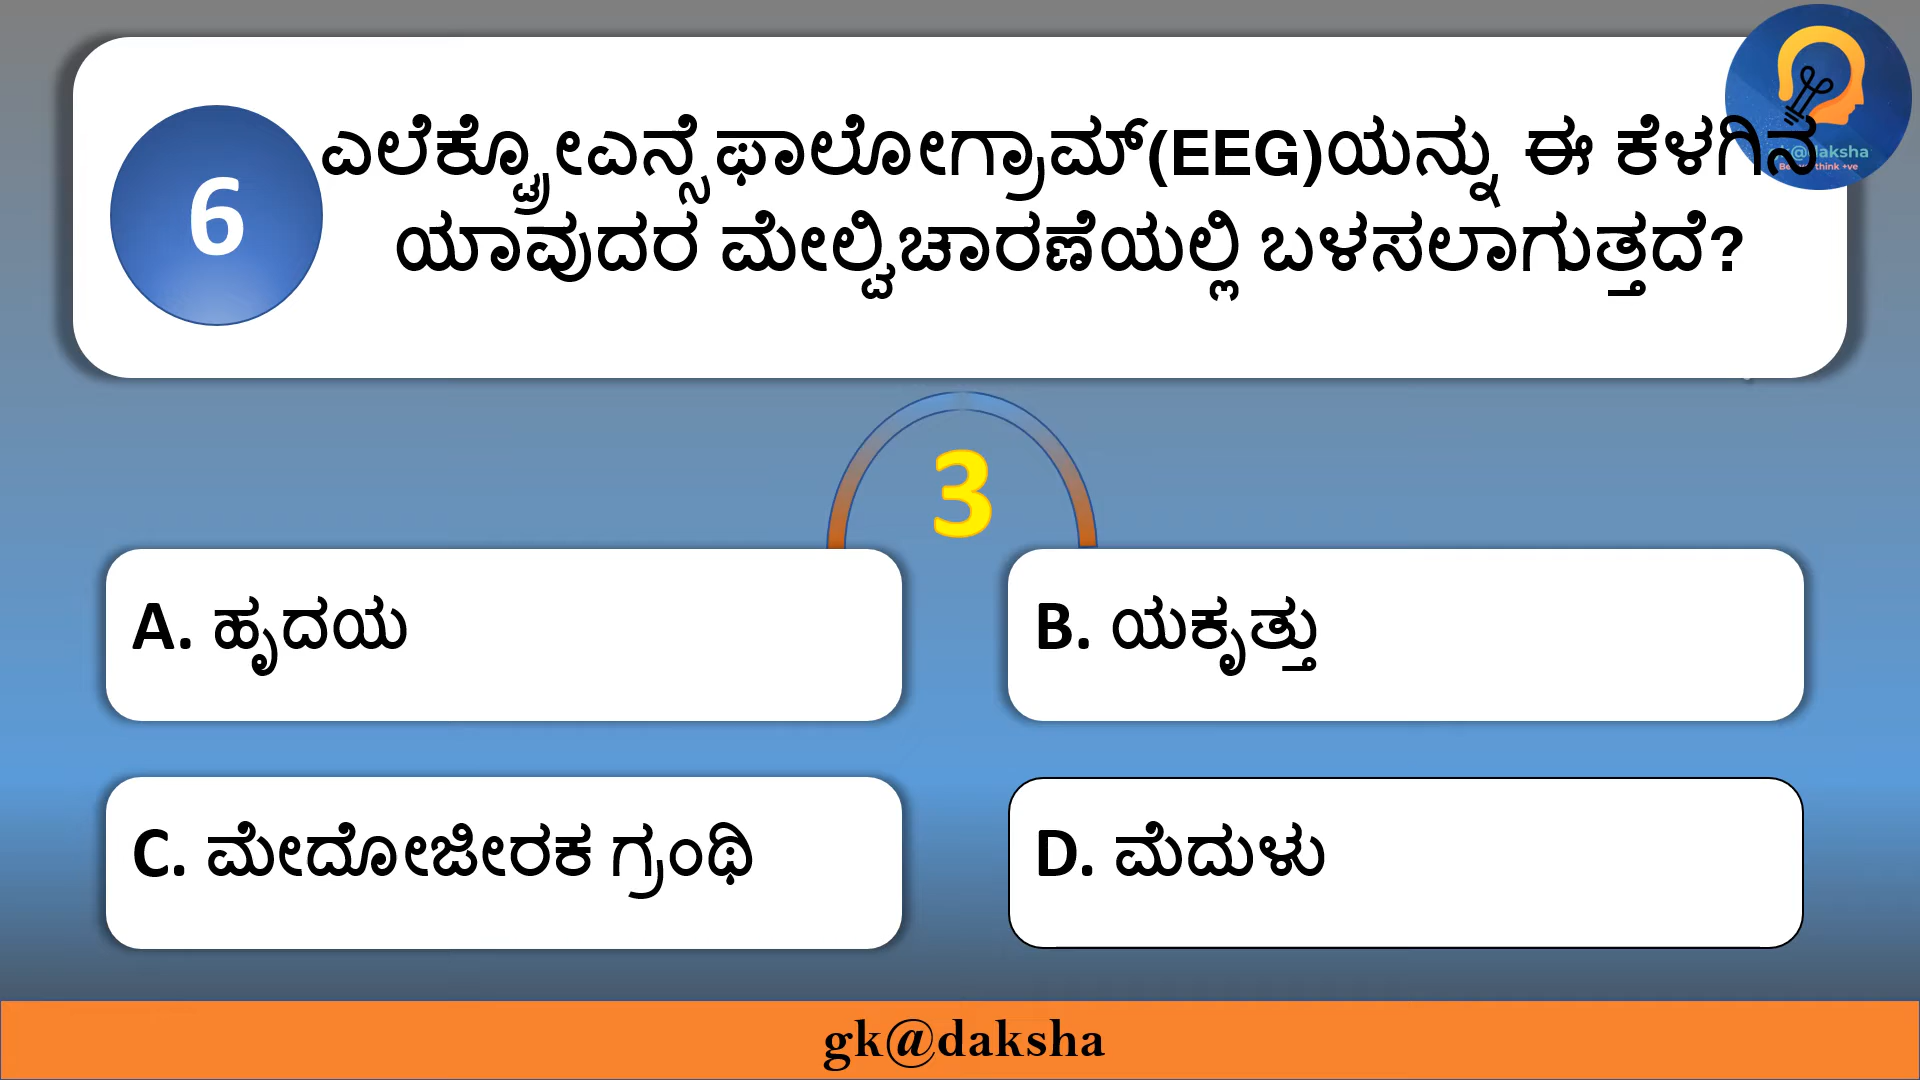 6
ಎಲೆಕ್ಟ್ರೋಎನ್ಸೆಫಾಲೋಗ್ರಾಮ್(EEG)ಯನ್ನು ಈ ಕೆಳಗಿನ
ಯಾವುದರ ಮೇಲ್ವಿಚಾರಣೆಯಲ್ಲಿ ಬಳಸಲಾಗುತ್ತದೆ?
3
A. ಹೃದಯ
B. ಯಕೃತ್ತು
C. ಮೇದೋಜೀರಕ ಗ್ರಂಥಿ
D. ಮೆದುಳು
gk@daksha